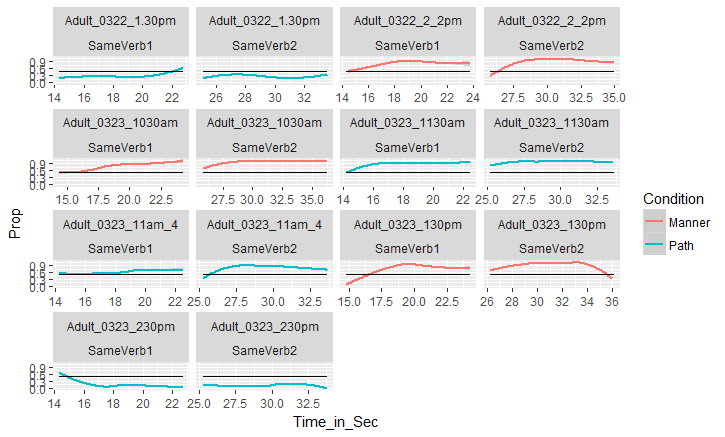 Adult_0322_1.30pm Adult_0322_1.30pm Adult_0322_2_2pm Adult_0322_2_2pm
SameVerb1 SameVerb2 SameVerb1 SameVerb2
0.9
0.6
0.3
0.0
14 16 18 20 22 25.0 27.5 30.0 32.5 14 16 18 20 22 24 27.5 30.0 32.5 35.0
Adult_0323_1030am Adult_0323_1030am Adult_0323_1130am Adult_0323_1130am
SameVerb1 SameVerb2 SameVerb1 SameVerb2
0.9
0.6
0.3
0.0
15.0 17.5 20.0 22.5 27.5 30.0 32.5 35.0 14 16 18 20 22 25.0 27.5 30.0 32.5
Condition
Manner
Path
Prop
Adult_0323_11am_4 Adult_0323_11am_4 Adult_0323_130pm Adult_0323_130pm
SameVerb1 SameVerb2 SameVerb1 SameVerb2
0.9
0.6
0.3
0.0
14 16 18 20 22 25.0 27.5 30.0 32.5 15.0 17.5 20.0 22.5 26 28 30 32 34 36
Adult_0323_230pm Adult_0323_230pm
SameVerb1 SameVerb2
0.9
0.6
0.3
0.0
14 16 18 20 22 25.0 27.5 30.0 32.5
Time_in_Sec